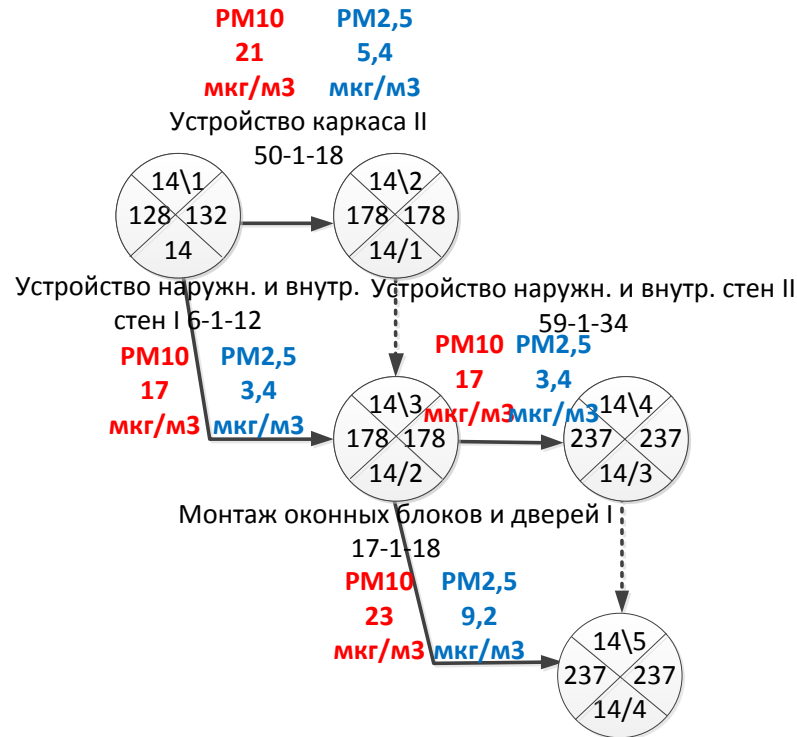 PM10 PM2,5
21 5,4
мкг/м3 мкг/м3
Устройство каркаса II
50-1-18
14\1 14\2
128 132 178 178
14 14/1
Устройство наружн. и внутр.
стен I 6-1-12
Устройство наружн. и внутр. стен II
59-1-34
PM10 PM2,5
17 3,4
мкг/м3 мкг/м3
PM10 PM2,5
17 3,4
мкг/м3 мкг/м3
14\3 14\4
178 178 237 237
14/2 14/3
Монтаж оконных блоков и дверей I
17-1-18
PM10 PM2,5
23 9,2
мкг/м3 мкг/м3
14\5
237 237
14/4